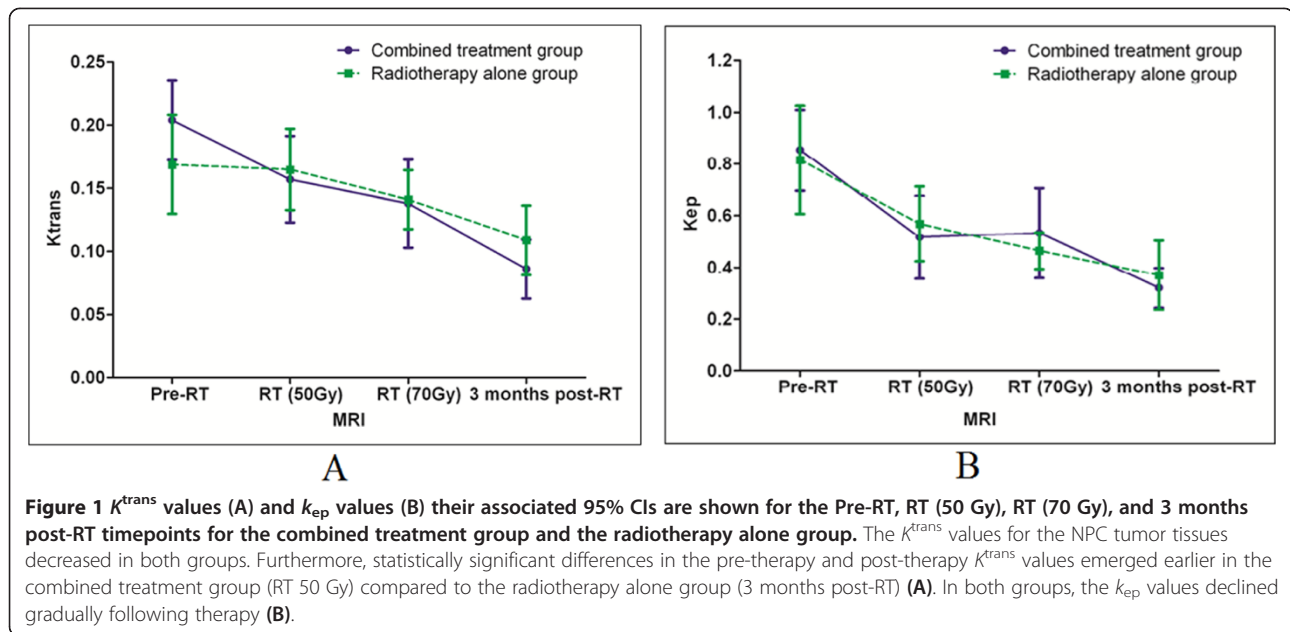 Combined treatment group
Radiotherapy alone group
0.25
0.20
0.15
0.10
0.05
0.00
Ktrans
Pre-RT RT (50Gy) RT (70Gy) 3 months post-RT
MRI
A
Combined treatment group
Radiotherapy alone group
1.2
1.0
0.8
0.6
0.4
0.2
0.0
Kep
Pre-RT RT (50Gy) RT (70Gy) 3 months post-RT
MRI
B
Figure 1 Ktrans values (A) and kep values (B) their associated 95% CIs are shown for the Pre-RT, RT (50 Gy), RT (70 Gy), and 3 months
post-RT timepoints for the combined treatment group and the radiotherapy alone group. The Ktrans values for the NPC tumor tissues
decreased in both groups. Furthermore, statistically significant differences in the pre-therapy and post-therapy Ktrans values emerged earlier in the
combined treatment group (RT 50 Gy) compared to the radiotherapy alone group (3 months post-RT) (A). In both groups, the kep values declined
gradually following therapy (B).